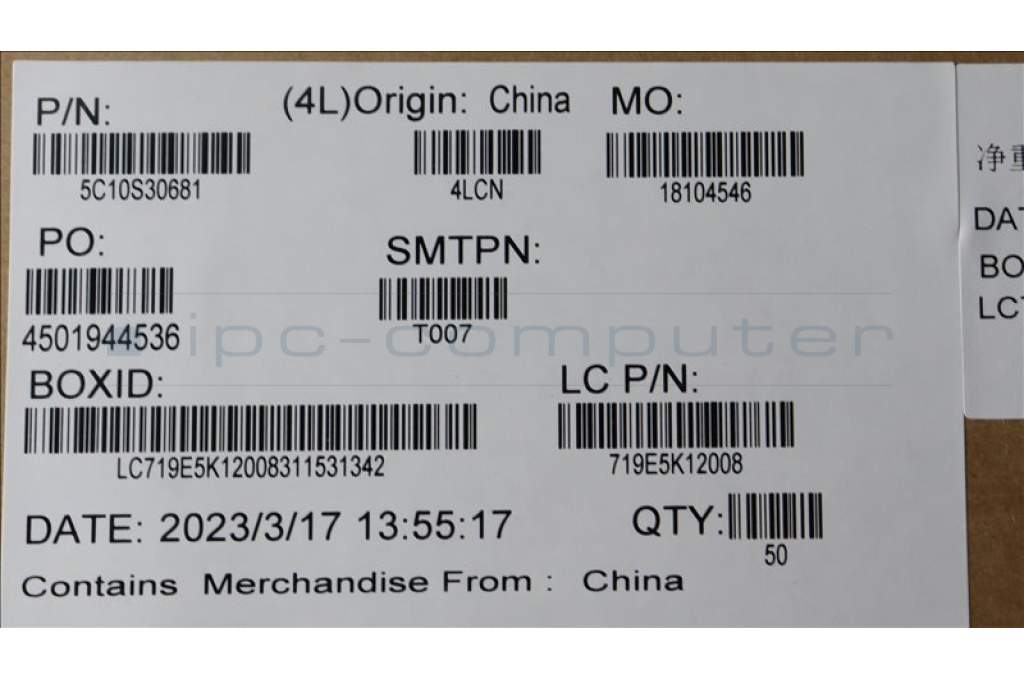 P/N: (4L)Origin: China MO:
5C10S30681 4LCN 18104546
PO: SMTPN:
4501944536 T007
ipc-computer
BOXID: LC P/N:
LC719E5K12008311531342 719E5K12008
DATE: 2023/3/17 13:55:17 QTY:
50
Contains Merchandise From : China
净重
DAT
BO
LC7